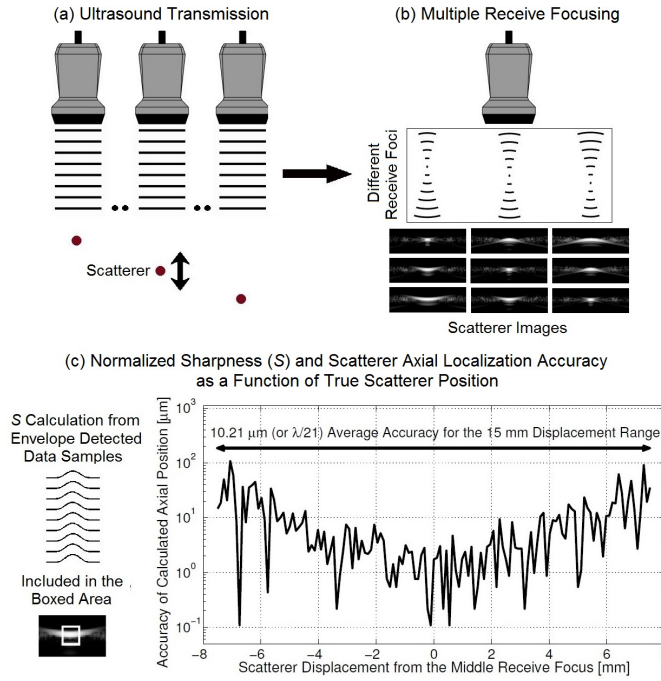 (a) Ultrasound Transmission
(b) Multiple Receive Focusing
Different
Receive Foci
Scatterer
Scatterer Images
(c) Normalized Sharpness (S) and Scatterer Axial Localization Accuracy
as a Function of True Scatterer Position
S Calculation from
Envelope Detected
Data Samples
Included in the
Boxed Area
Accuracy of Calculated Axial Position [μm]
10³
10²
10¹
10⁰
10⁻¹
10.21 μm (or λ/21) Average Accuracy for the 15 mm Displacement Range
-8 -6 -4 -2 0 2 4 6
Scatterer Displacement from the Middle Receive Focus [mm]